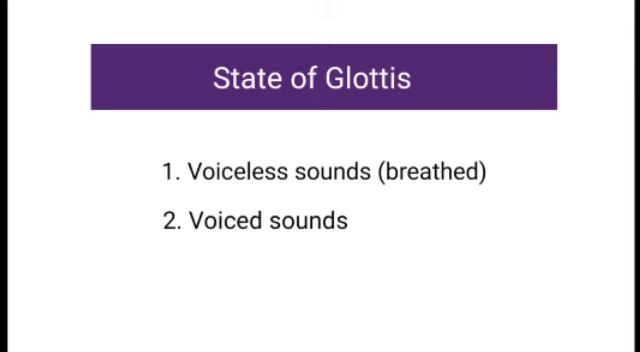 State of Glottis
1. Voiceless sounds (breathed)
2. Voiced sounds